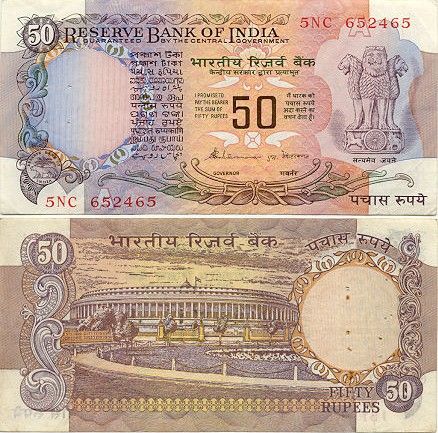 50 RESERVE BANK OF INDIA 5NC 652465
GUARANTEED BY THE CENTRAL GOVERNMENT
भारतीय रिज़र्व बैंक
केन्द्रीय सरकार द्वारा प्रत्याभूत
I PROMISE TO
PAY THE BEARER
THE SUM OF
FIFTY RUPEES
50
मैं धारक को
पचास रुपये
अदा करने का
वचन देता हूँ।
A
GOVERNOR गवर्नर
सत्यमेव जयते
5NC 652465
पचास रुपये
50
भारतीय रिज़र्व बैंक
पचास रुपये
FIFTY
RUPEES
50